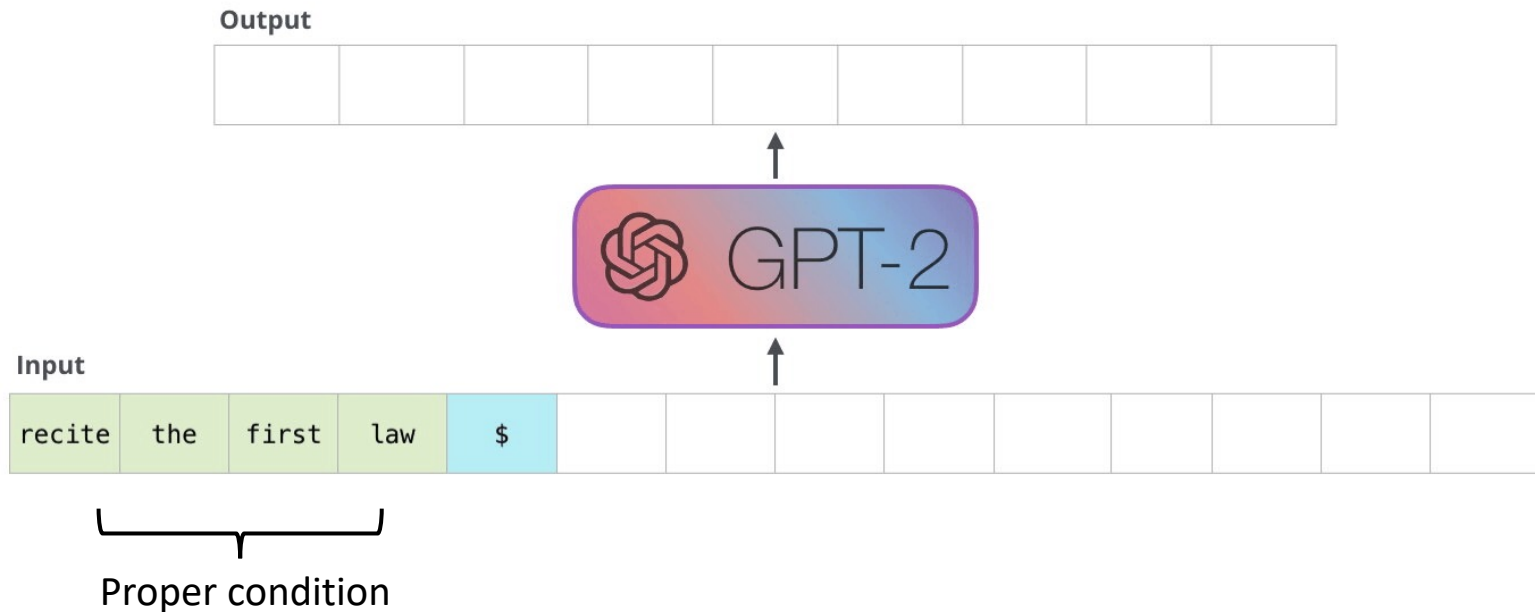 Output
GPT-2
Input
recite the first law $
Proper condition